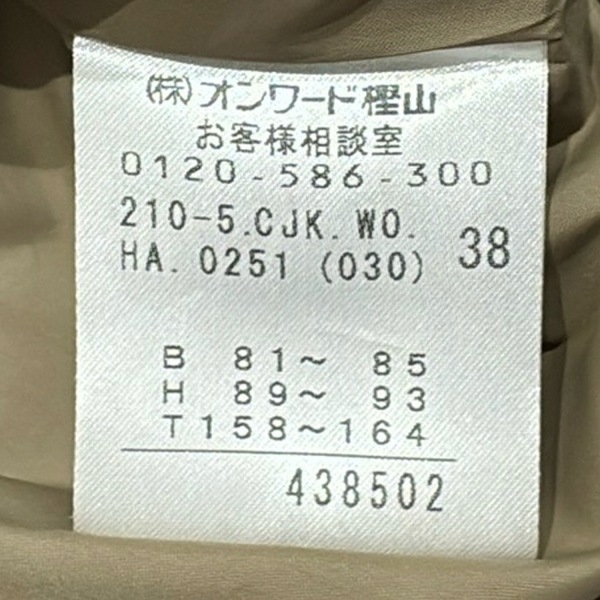 (株)オンワード樫山
お客様相談室
0120-586-300
210-5.CJK.WO.
HA.0251 (030) 38
B 81～ 85
H 89～ 93
T158～164
438502